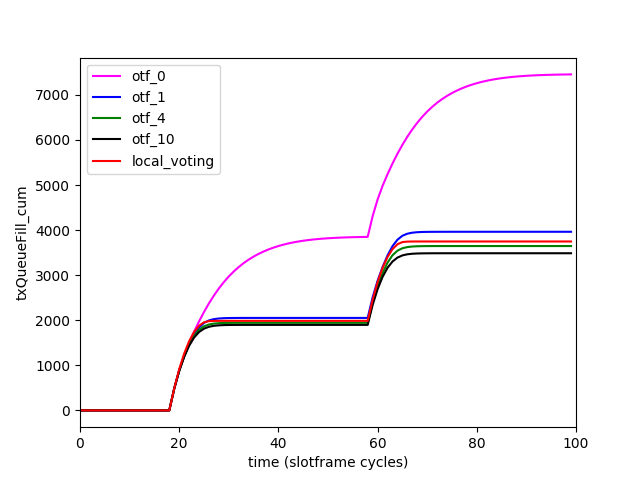 otf_0
otf_1
otf_4
otf_10
local_voting
txQueueFill_cum
7000
6000
5000
4000
3000
2000
1000
0
0 20 40 60 80 100
time (slotframe cycles)